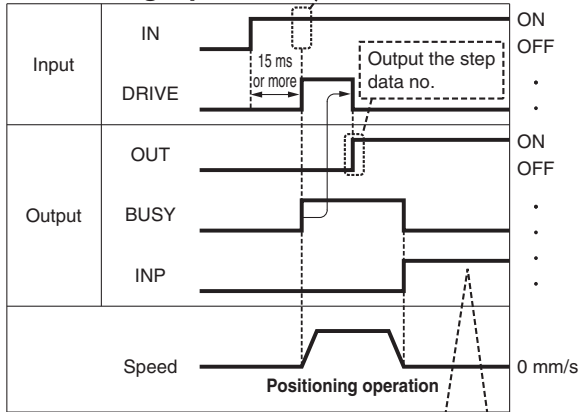 Input
IN
15 ms
or more
DRIVE
Output the step
data no.
ON
OFF
Output
OUT
BUSY
INP
ON
OFF
Speed
Positioning operation
0 mm/s